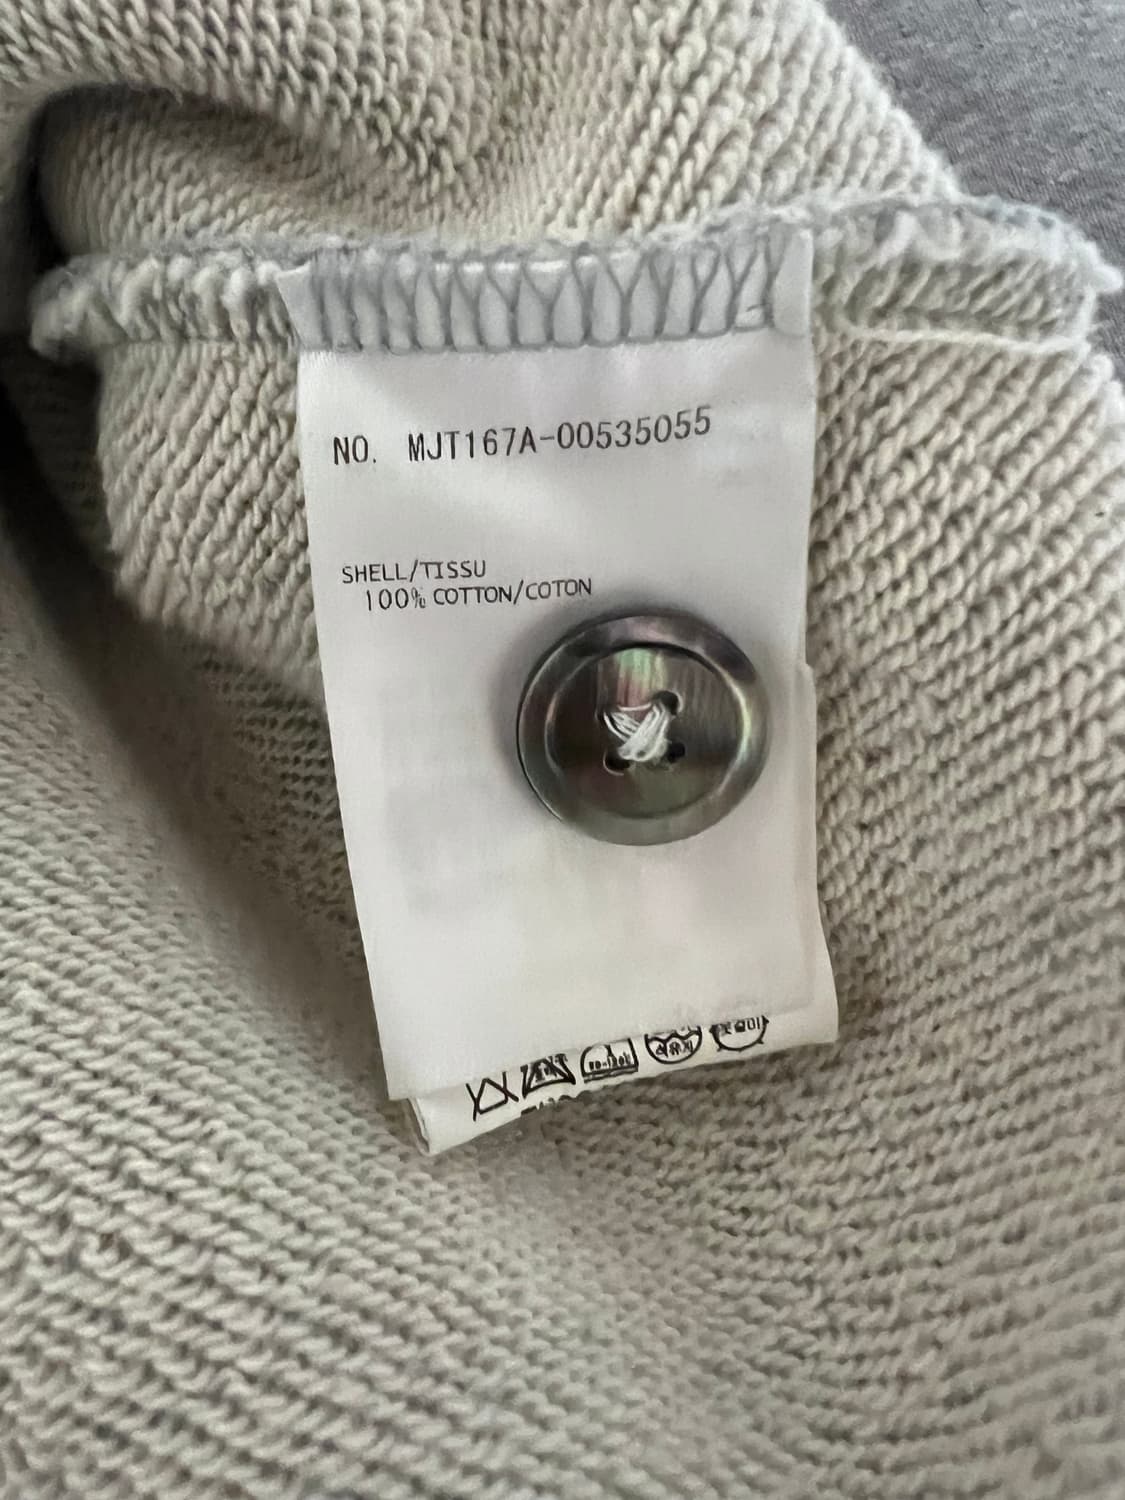 NO. MJT167A-00535055
SHELL/TISSU
100% COTTON/COTON